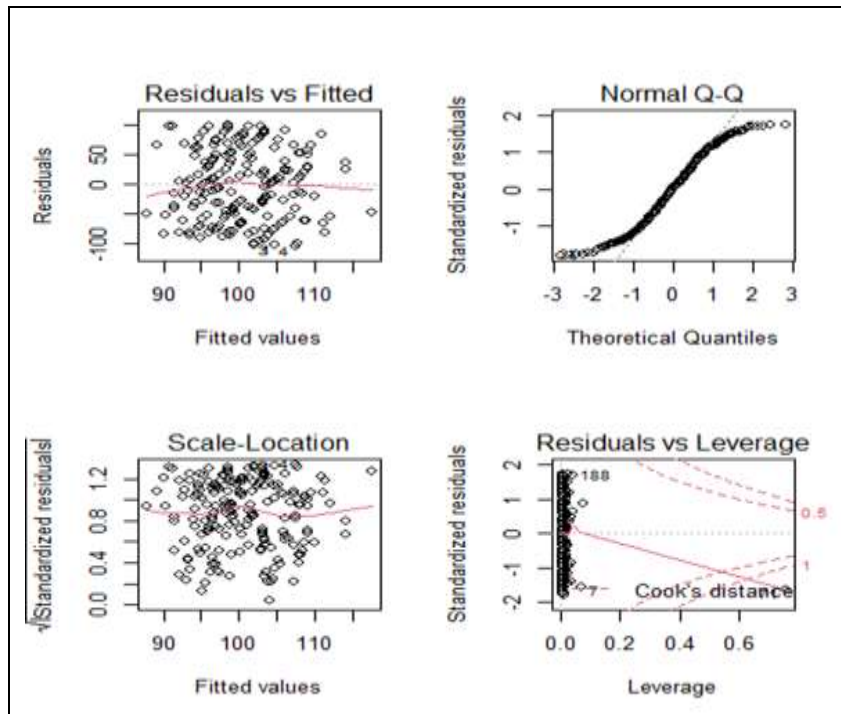 Residuals vs Fitted
Residuals
50
0
-100
3 4
90 100 110
Fitted values
Normal Q-Q
Standardized residuals
2
1
0
-1
-3 -2 -1 0 1 2 3
Theoretical Quantiles
Scale-Location
√|Standardized residuals|
1.2
0.8
0.4
0.0
90 100 110
Fitted values
Residuals vs Leverage
Standardized residuals
2
1
0
-1
-2
188
0.5
1
7
Cook's distance
0.0 0.2 0.4 0.6
Leverage